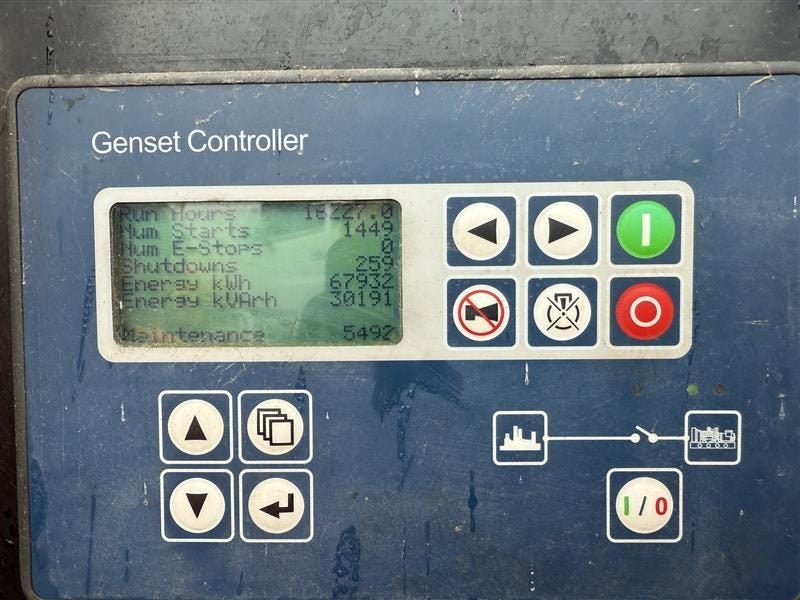 Genset Controller
Run Hours 16227.0
Num Starts 1449
Num E-Stops 0
Shutdowns 259
Energy kWh 67932
Energy kVArh 30191
Maintenance 5492
I
O
I / O